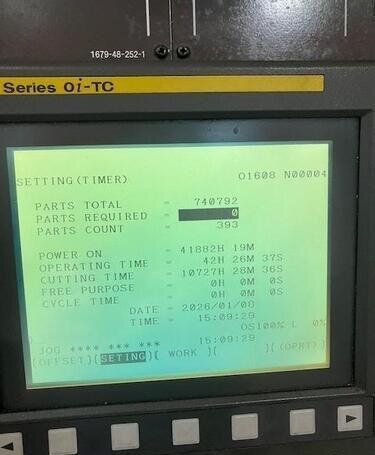 1679-48-252-1
Series 0i-TC
SETTING(TIMER) O1608 N00004
PARTS TOTAL = 740792
PARTS REQUIRED = 0
PARTS COUNT = 393
POWER ON = 41882H 19M
OPERATING TIME = 42H 26M 37S
CUTTING TIME = 10727H 28M 36S
FREE PURPOSE = 0H 0M 0S
CYCLE TIME = 0H 0M 0S
DATE = 2026/01/08
TIME = 15:09:29
OS100% L 0%
JOG **** *** *** 15:09:29
(OFFSET)(SETING)( WORK )( )( (OPRT) )